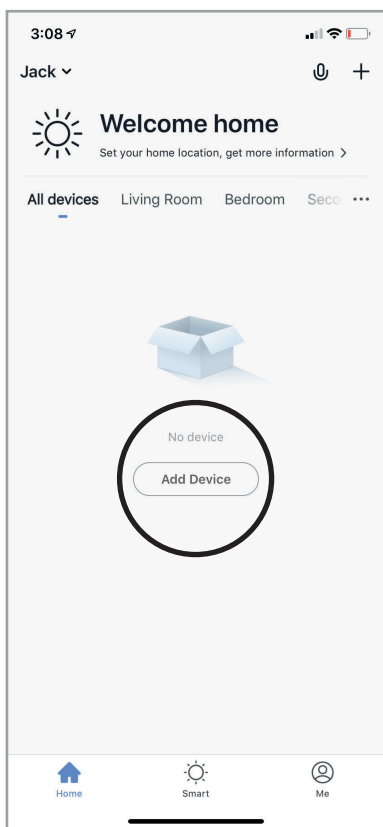 3:08
Jack
Welcome home
Set your home location, get more information >
All devices Living Room Bedroom Seco ...
No device
Add Device
Home Smart Me